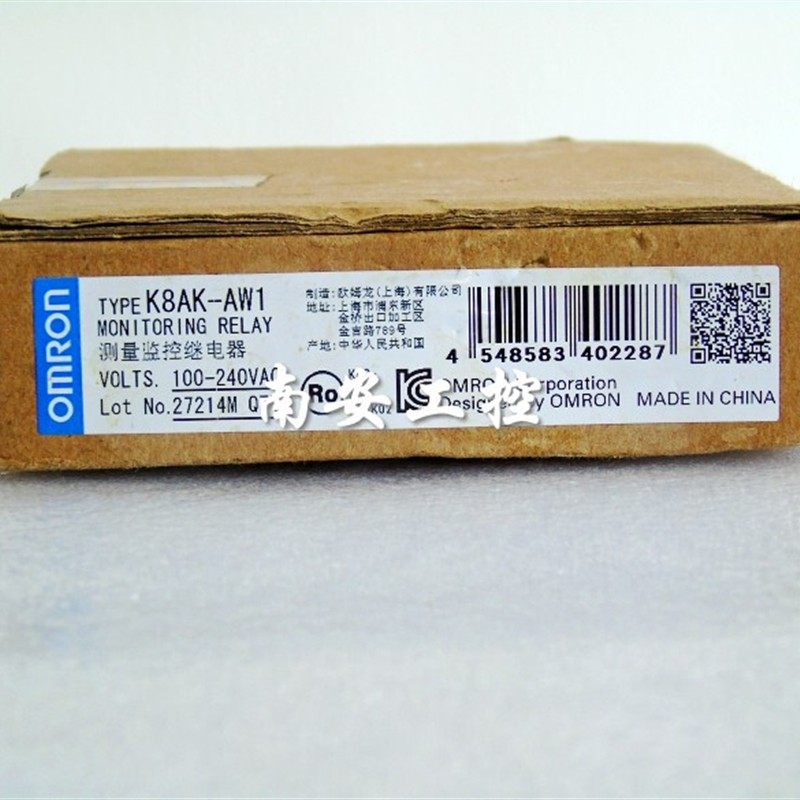 OMRON
TYPE K8AK-AW1
MONITORING RELAY
测量监控继电器
VOLTS. 100-240VAC
Lot No. 27214M
制造:欧姆龙(上海)有限公司
地址:上海市浦东新区
金桥出口加工区
金吉路789号
产地:中华人民共和国
4 548583 402287
OMRON Corporation
Designed by OMRON
MADE IN CHINA
南安工控